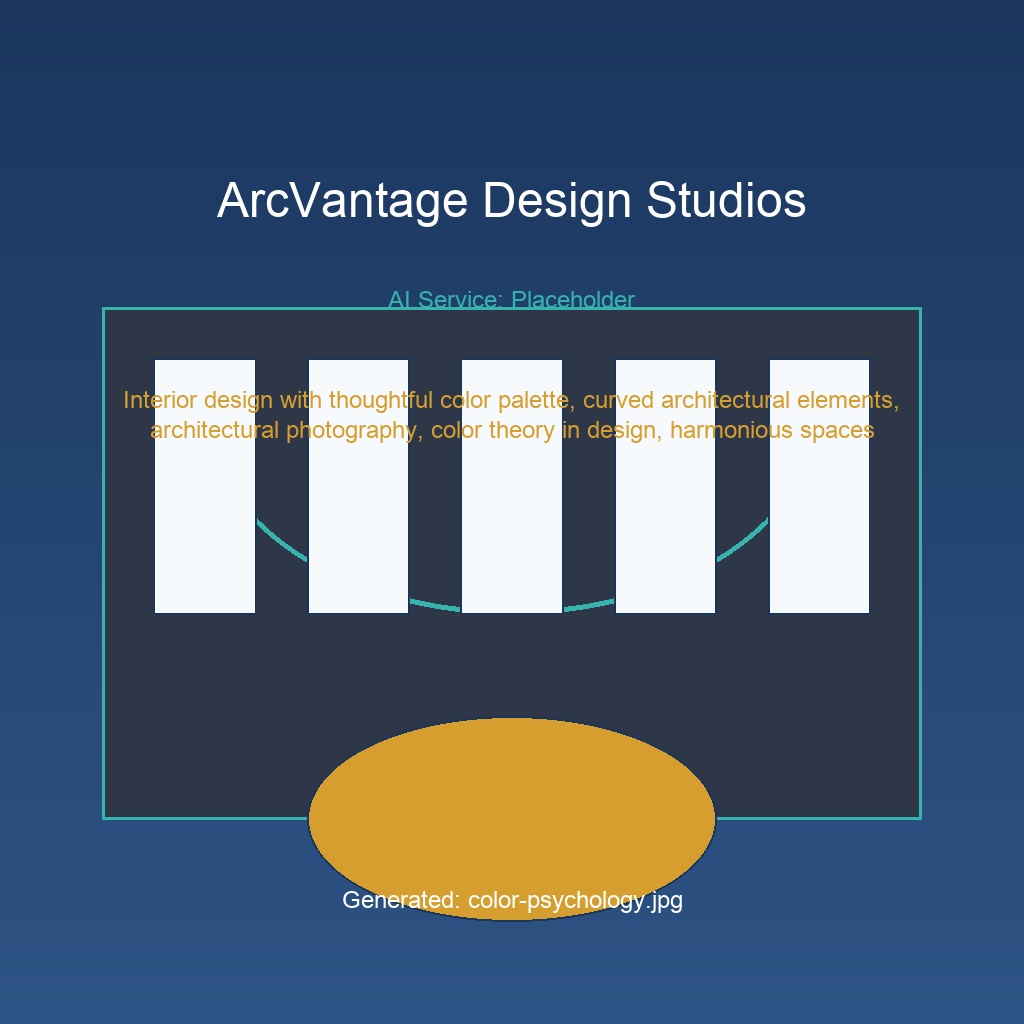 ArcVantage Design Studios
AI Service: Placeholder
Interior design with thoughtful color palette, curved architectural elements,
architectural photography, color theory in design, harmonious spaces
Generated: color-psychology.jpg